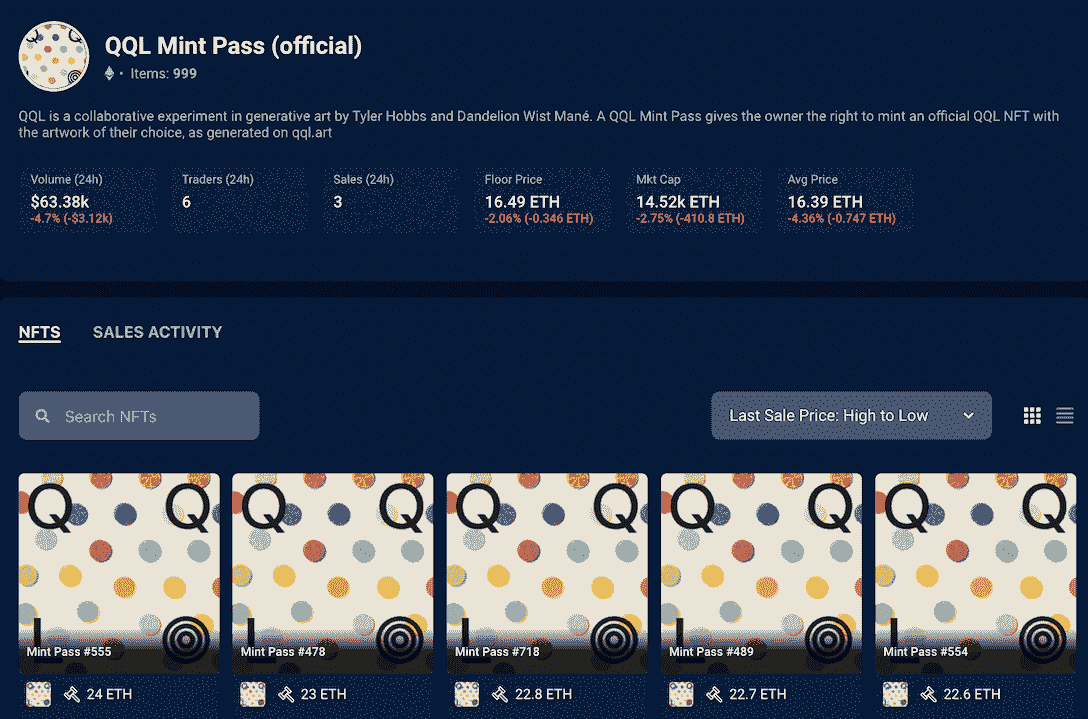 QQL Mint Pass (official)
• Items: 999
QQL is a collaborative experiment in generative art by Tyler Hobbs and Dandelion Wist Mané. A QQL Mint Pass gives the owner the right to mint an official QQL NFT with
the artwork of their choice, as generated on qql.art
Volume (24h) Traders (24h) Sales (24h) Floor Price Mkt Cap Avg Price
$63.38k 6 3 16.49 ETH 14.52k ETH 16.39 ETH
-4.7% (-$3.12k) -2.06% (-0.346 ETH) -2.75% (-410.8 ETH) -4.36% (-0.747 ETH)
NFTS SALES ACTIVITY
Search NFTs Last Sale Price: High to Low
Q Q Q Q Q Q Q Q Q Q
L L L L L
Mint Pass #555 Mint Pass #478 Mint Pass #718 Mint Pass #489 Mint Pass #554
24 ETH 23 ETH 22.8 ETH 22.7 ETH 22.6 ETH